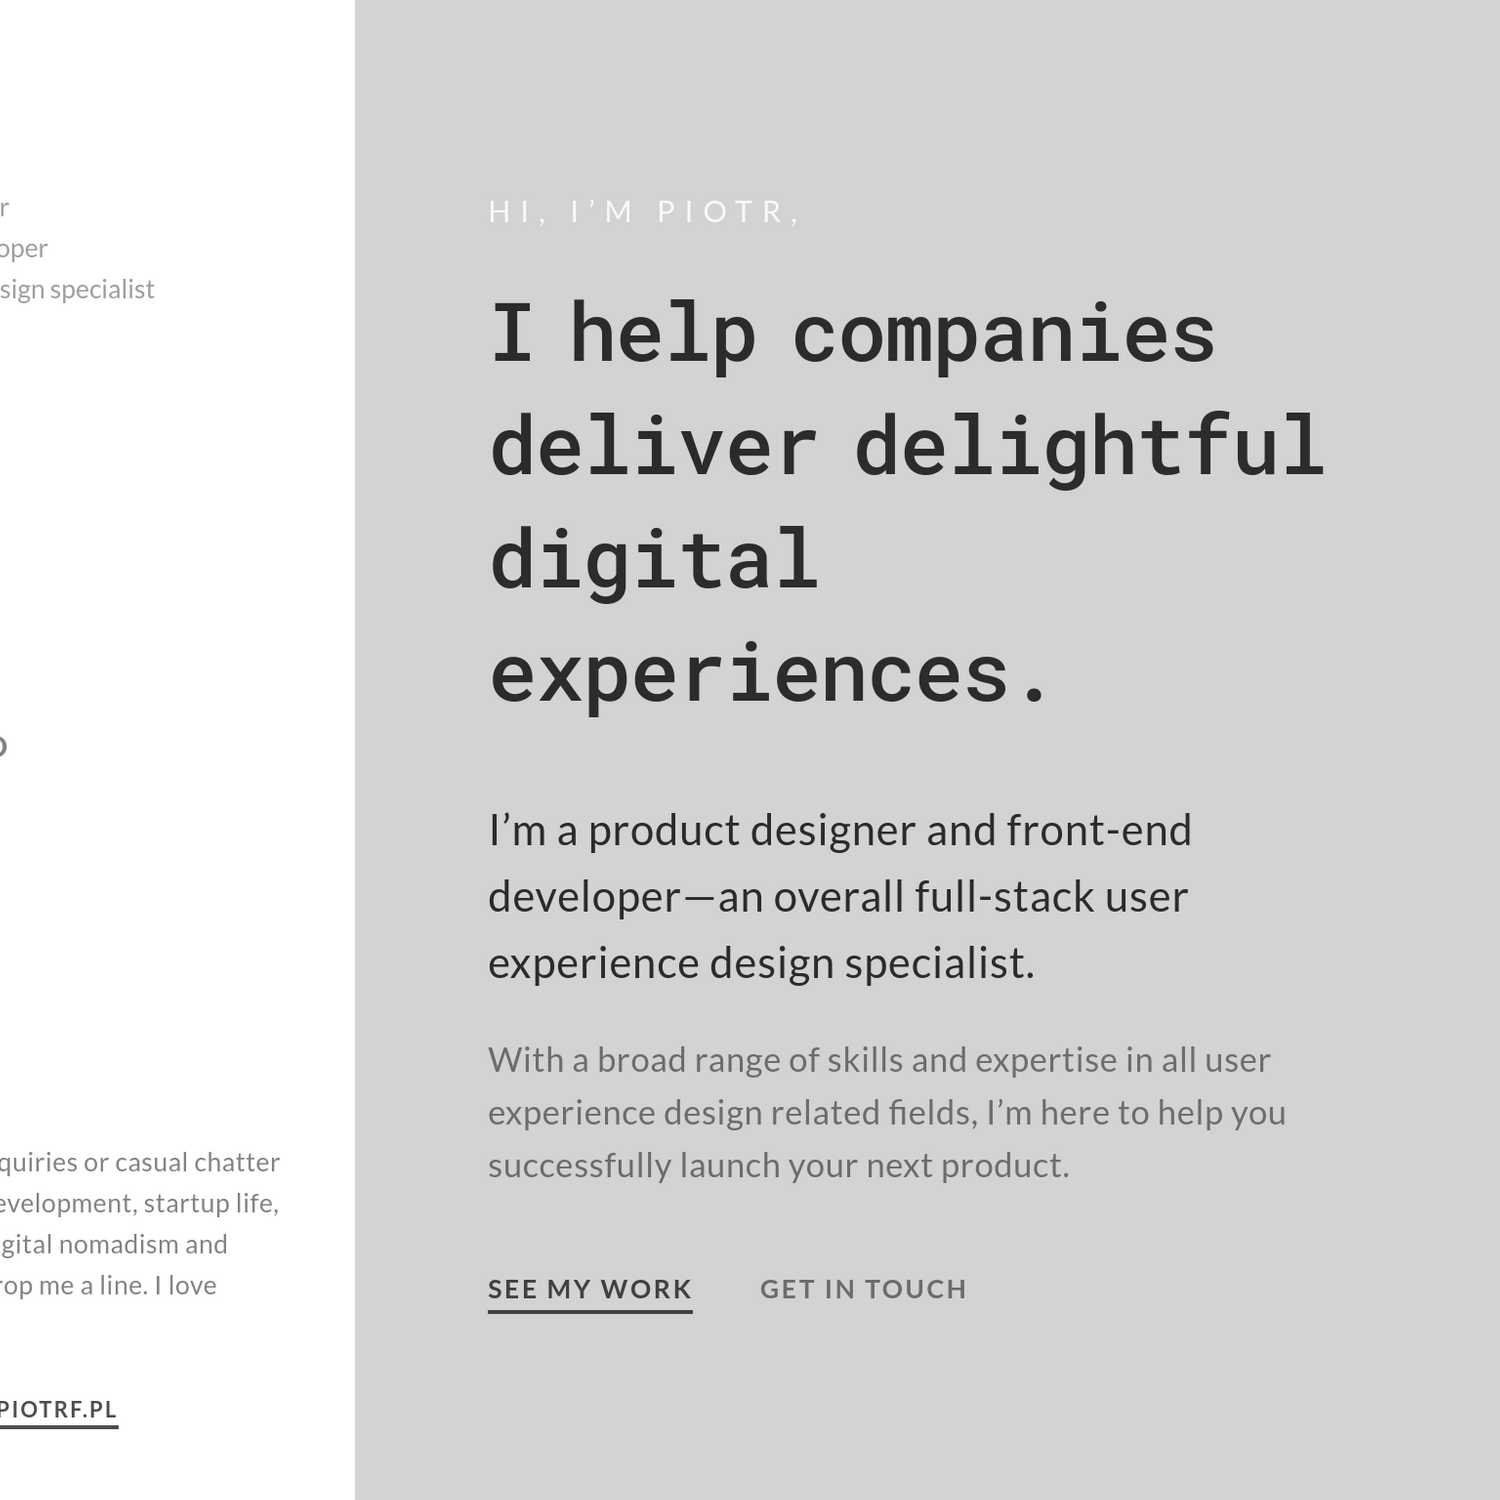 r
oper
sign specialist
quiries or casual chatter
evelopment, startup life,
gital nomadism and
rop me a line. I love
PIOTRF.PL
HI, I’M PIOTR,
I help companies
deliver delightful
digital
experiences.
I’m a product designer and front-end
developer—an overall full-stack user
experience design specialist.
With a broad range of skills and expertise in all user
experience design related fields, I’m here to help you
successfully launch your next product.
SEE MY WORK
GET IN TOUCH